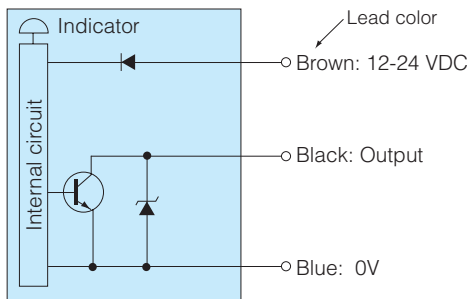 Lead color
Indicator
Brown: 12-24 VDC
Internal circuit
Black: Output
Blue: 0V